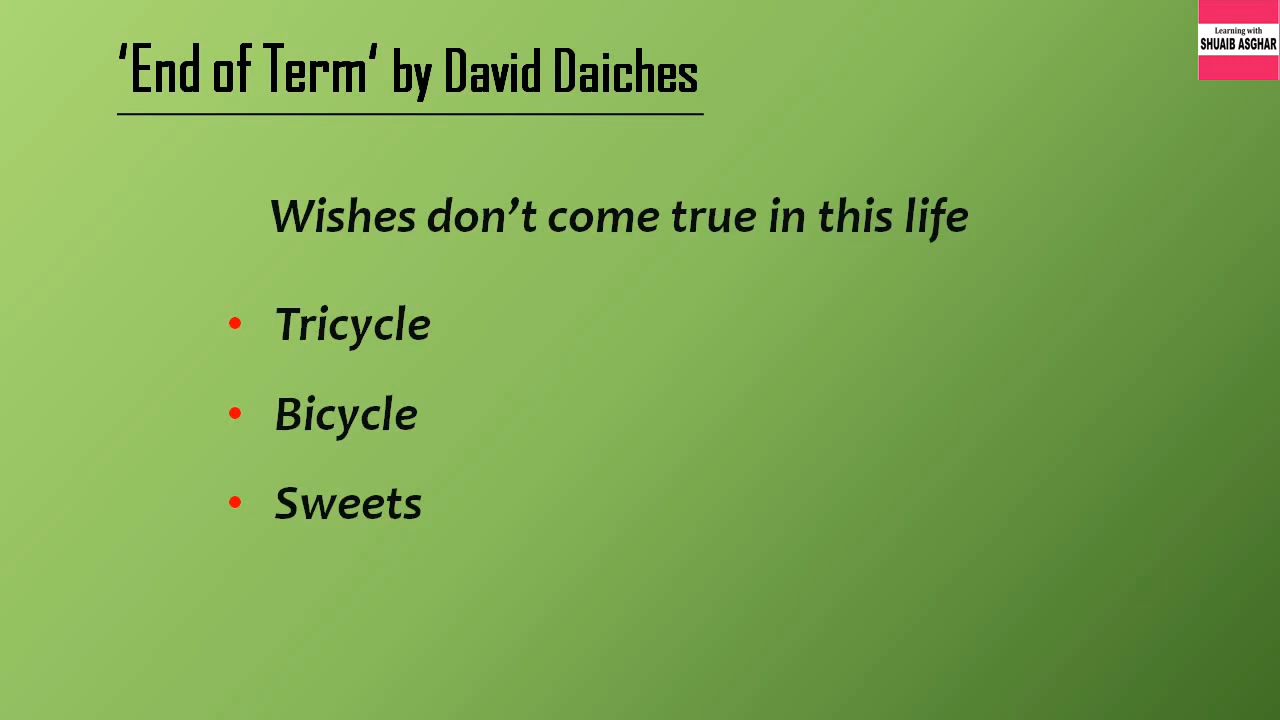 ‘End of Term‘ by David Daiches
Learning with
SHUAIB ASGHAR
Wishes don’t come true in this life
• Tricycle
• Bicycle
• Sweets